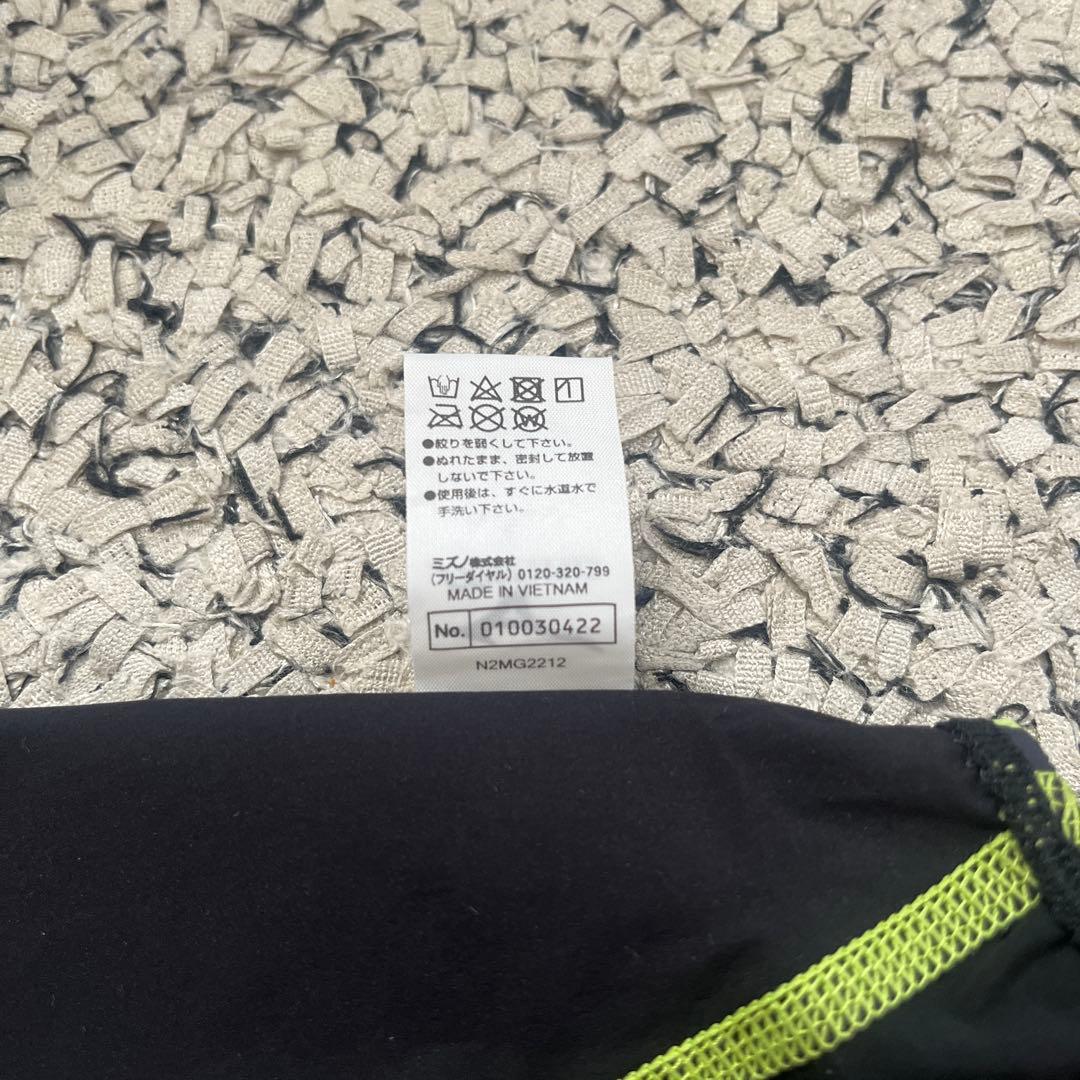 ●絞りを弱くして下さい。
●ぬれたまま、密封して放置
しないで下さい。
●使用後は、すぐに水道水で
手洗い下さい。
ミズノ株式会社
(フリーダイヤル) 0120-320-799
MADE IN VIETNAM
No. 010030422
N2MG2212